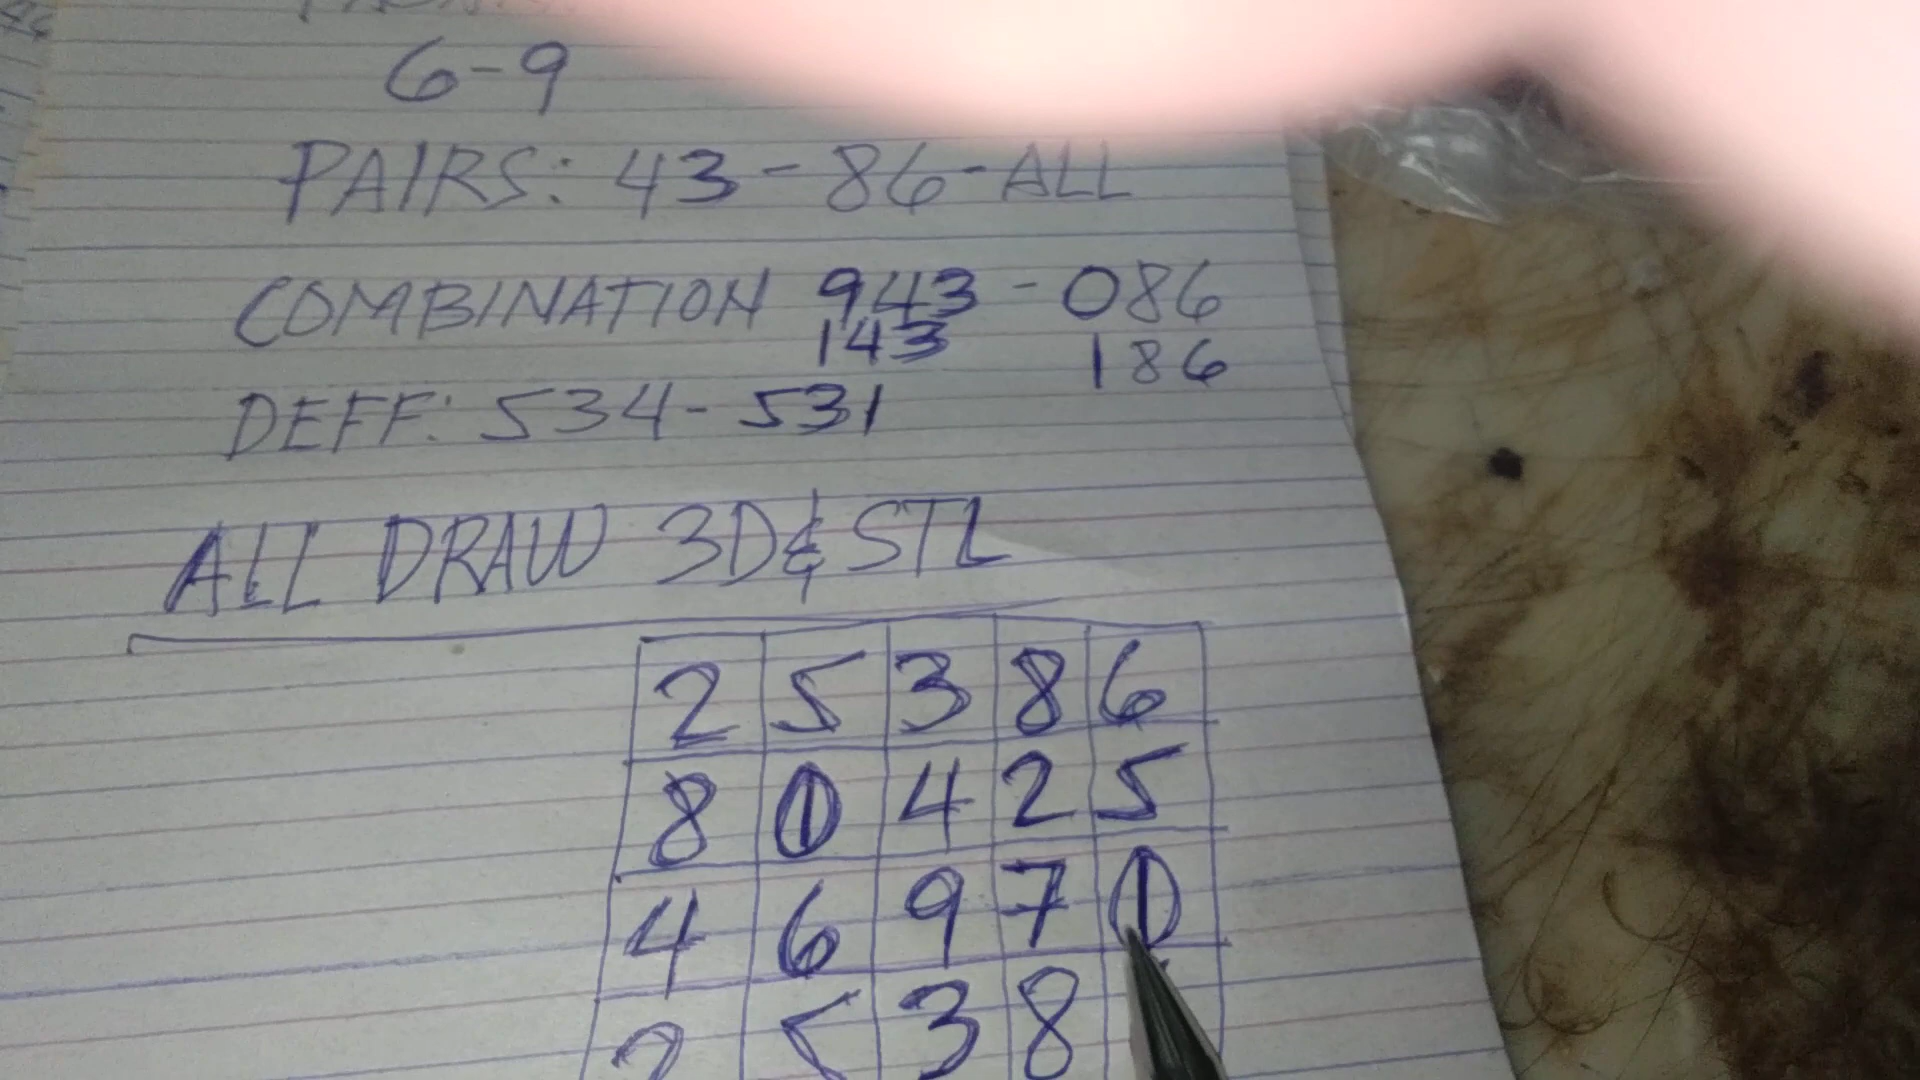 6-9
PAIRS: 43-86-ALL
COMBINATION 943 - 086
143 186
DEFF: 534-531
ALL DRAW 3D & STL
2 5 3 8 6
8 0 4 2 5
4 6 9 7 0
2 5 3 8